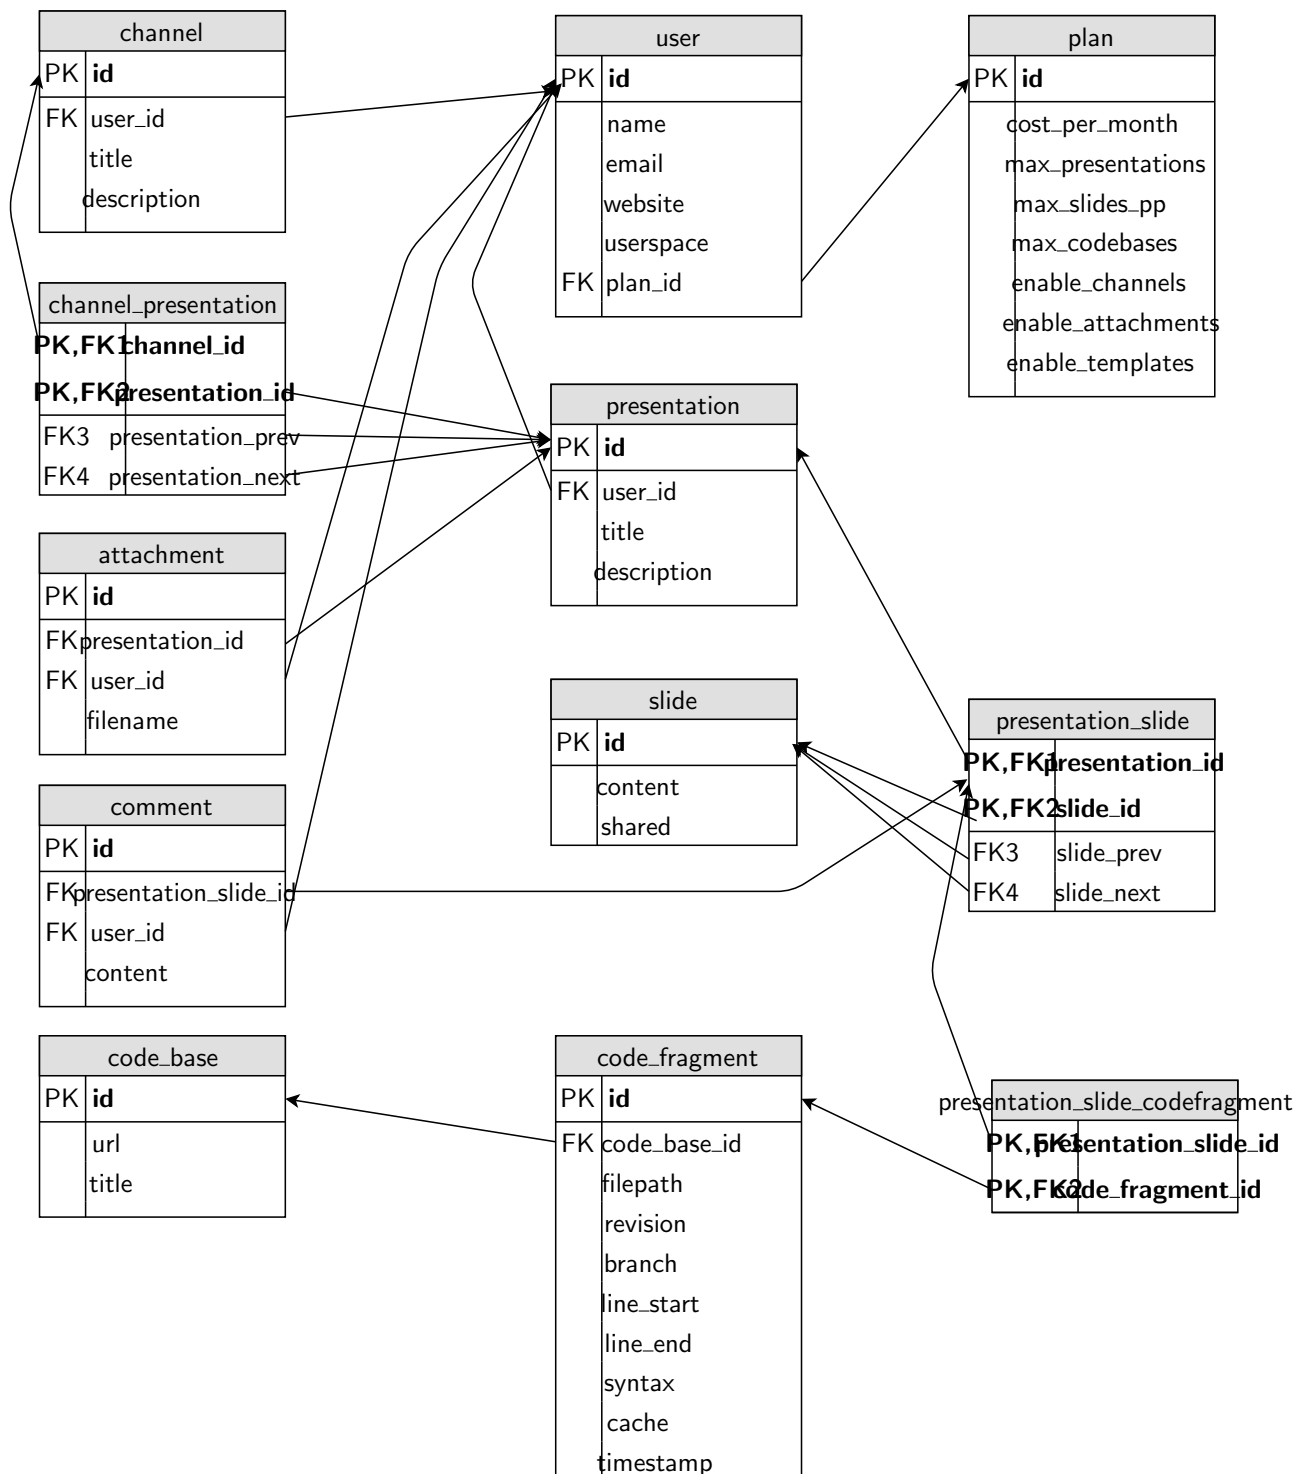 channel
PK id
FK user_id
title
description
user
PK id
name
email
website
userspace
FK plan_id
plan
PK id
cost_per_month
max_presentations
max_slides_pp
max_codebases
enable_channels
enable_attachments
enable_templates
channel_presentation
PK,FK1 channel_id
PK,FK2 presentation_id
FK3 presentation_prev
FK4 presentation_next
presentation
PK id
FK user_id
title
description
attachment
PK id
FK presentation_id
FK user_id
filename
slide
PK id
content
shared
presentation_slide
PK,FK1 presentation_id
PK,FK2 slide_id
FK3 slide_prev
FK4 slide_next
comment
PK id
FK presentation_slide_id
FK user_id
content
code_base
PK id
url
title
code_fragment
PK id
FK code_base_id
filepath
revision
branch
line_start
line_end
syntax
cache
timestamp
presentation_slide_codefragment
PK,FK1 presentation_slide_id
PK,FK2 code_fragment_id